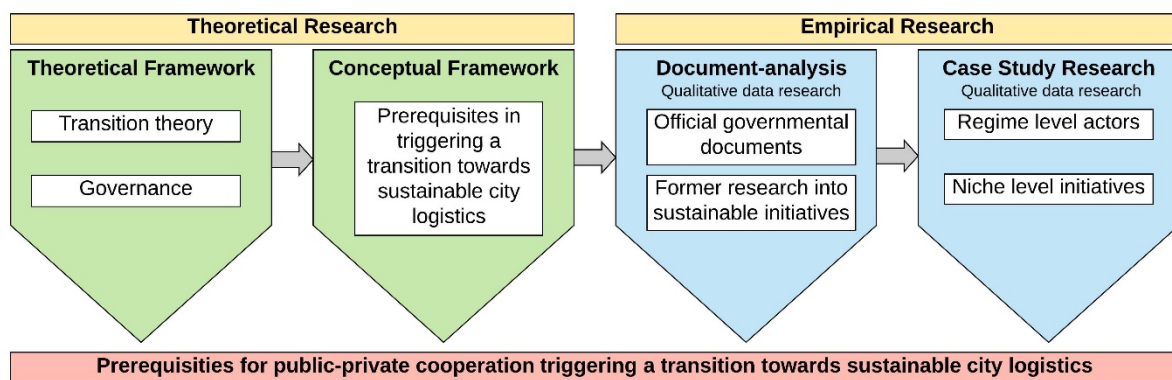 Theoretical Research
Theoretical Framework
Transition theory
Governance
Conceptual Framework
Prerequisites in
triggering a
transition towards
sustainable city
logistics
Empirical Research
Document-analysis
Qualitative data research
Official governmental
documents
Former research into
sustainable initiatives
Case Study Research
Qualitative data research
Regime level actors
Niche level initiatives
Prerequisities for public-private cooperation triggering a transition towards sustainable city logistics